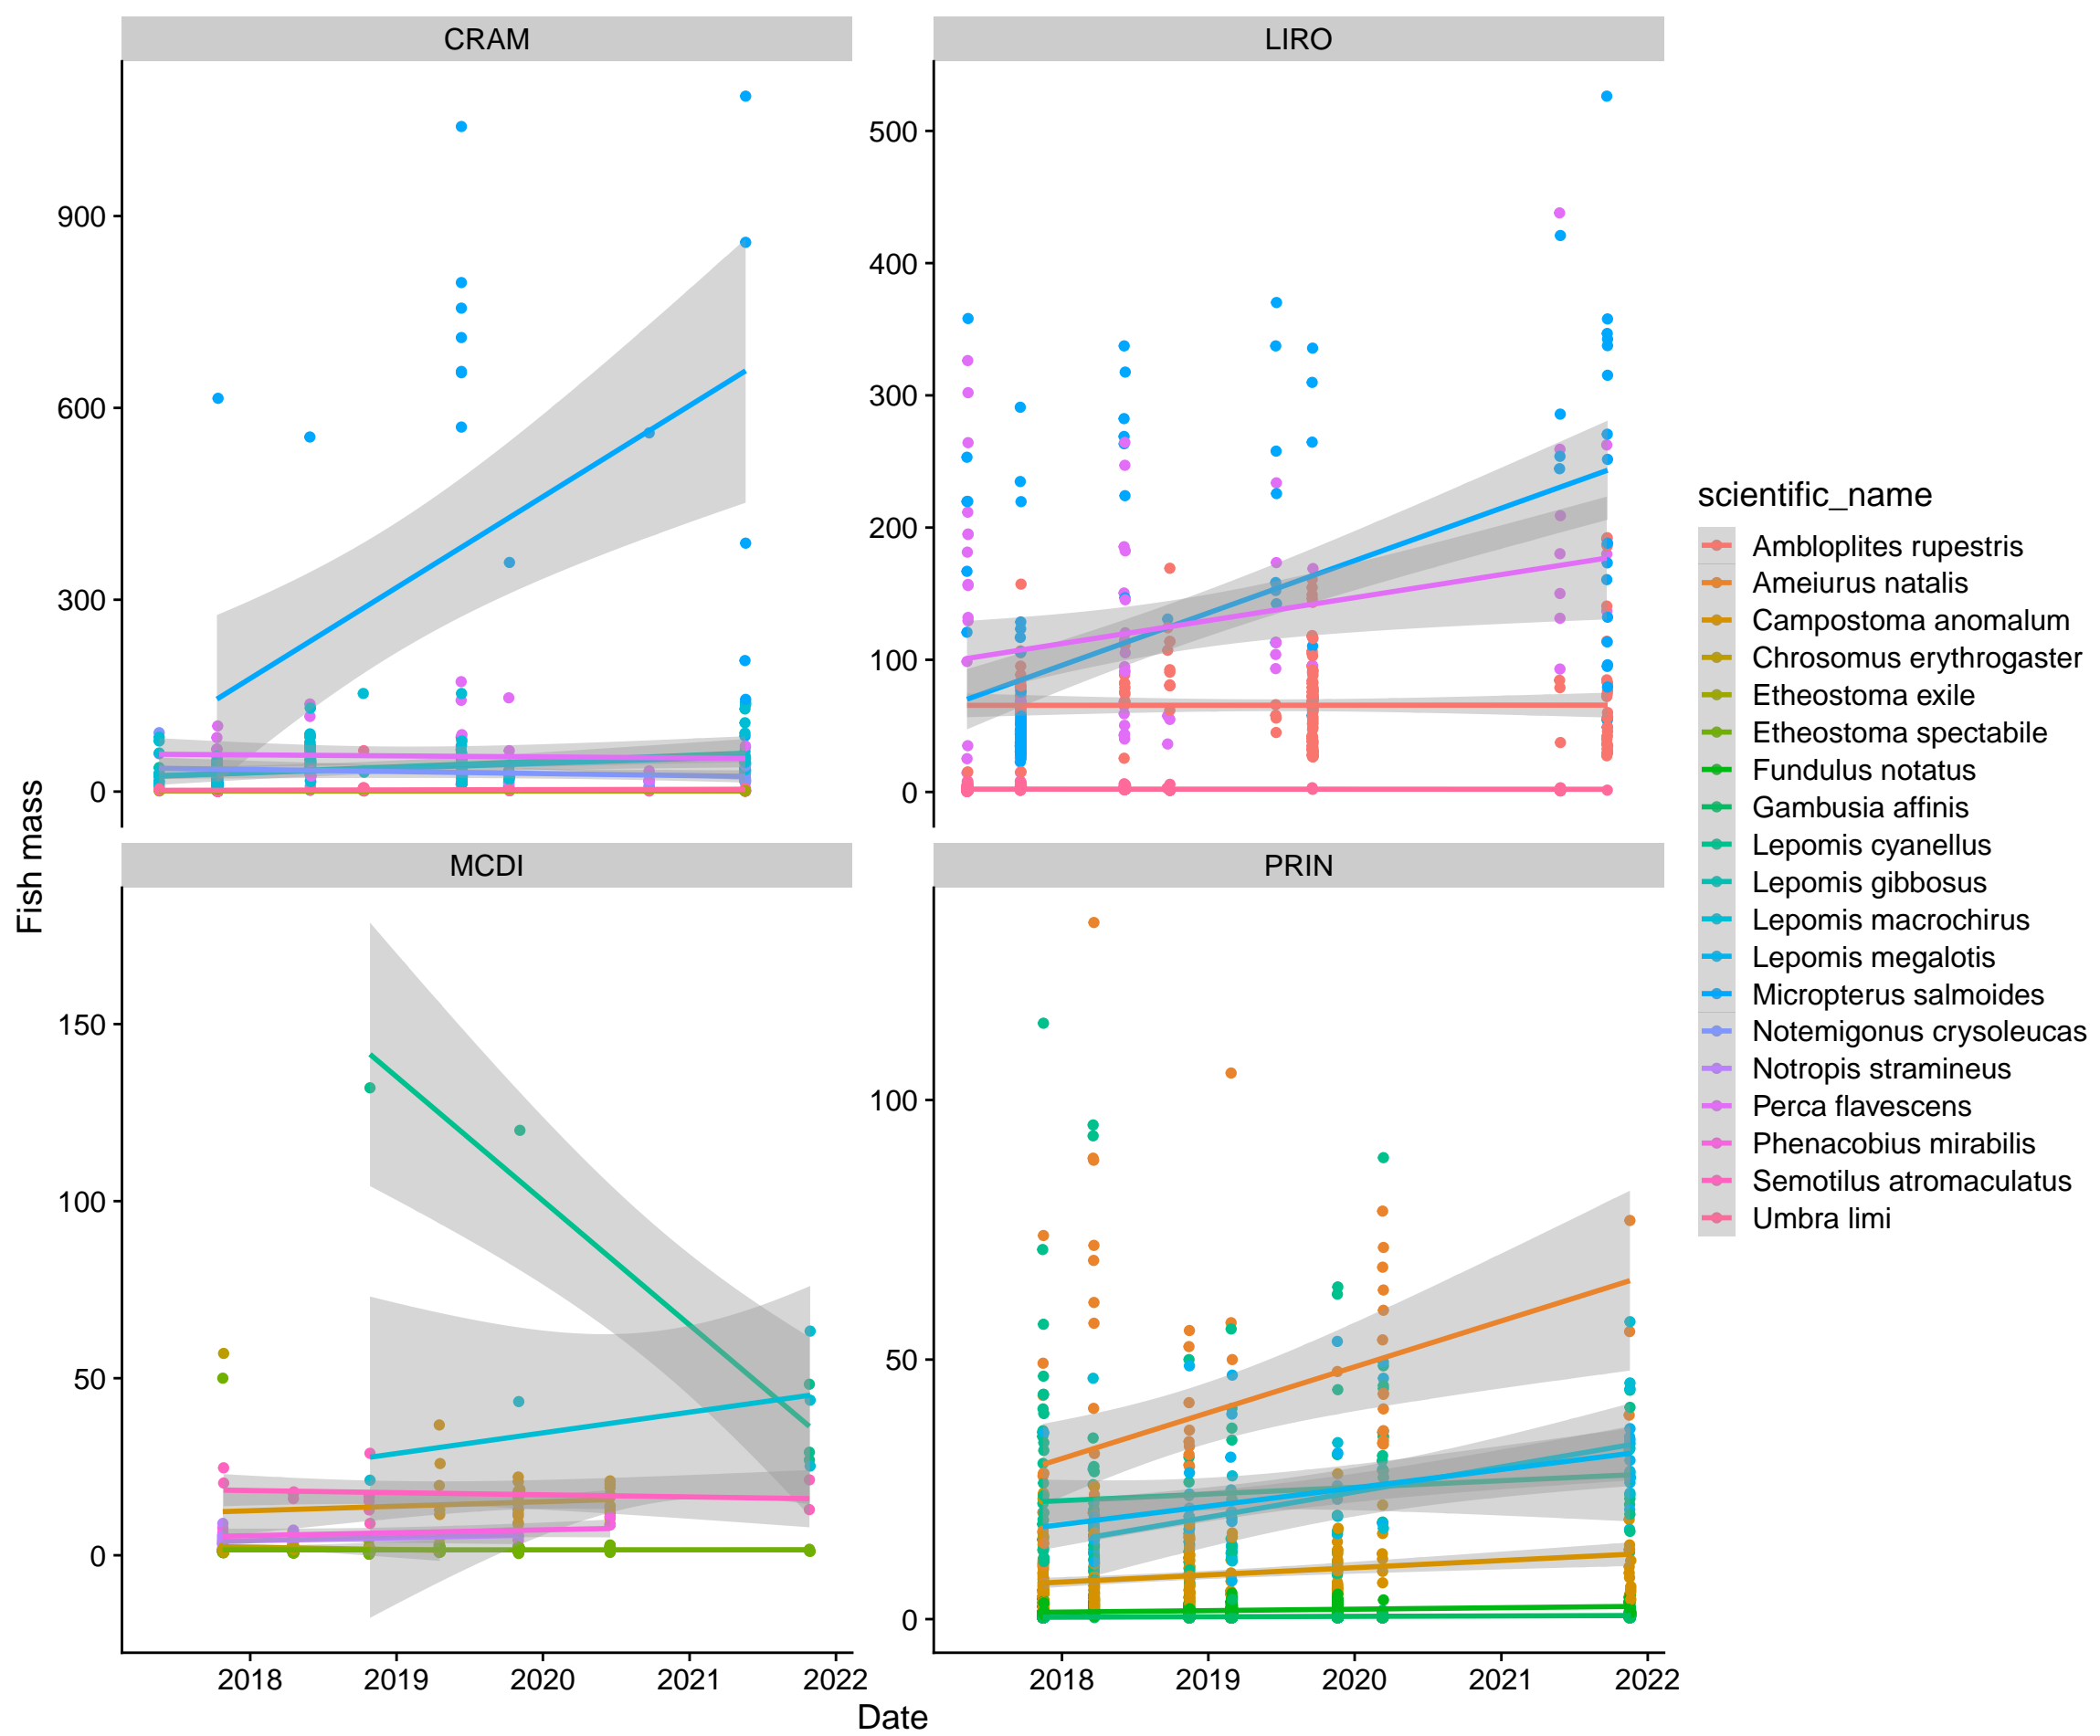 CRAM
LIRO
900
600
300
0
500
400
300
200
100
0
MCDI
PRIN
150
100
50
0
100
50
0
2018 2019 2020 2021 2022
2018 2019 2020 2021 2022
Date
Fish mass
scientific_name
Ambloplites rupestris
Ameiurus natalis
Campostoma anomalum
Chrosomus erythrogaster
Etheostoma exile
Etheostoma spectabile
Fundulus notatus
Gambusia affinis
Lepomis cyanellus
Lepomis gibbosus
Lepomis macrochirus
Lepomis megalotis
Micropterus salmoides
Notemigonus crysoleucas
Notropis stramineus
Perca flavescens
Phenacobius mirabilis
Semotilus atromaculatus
Umbra limi